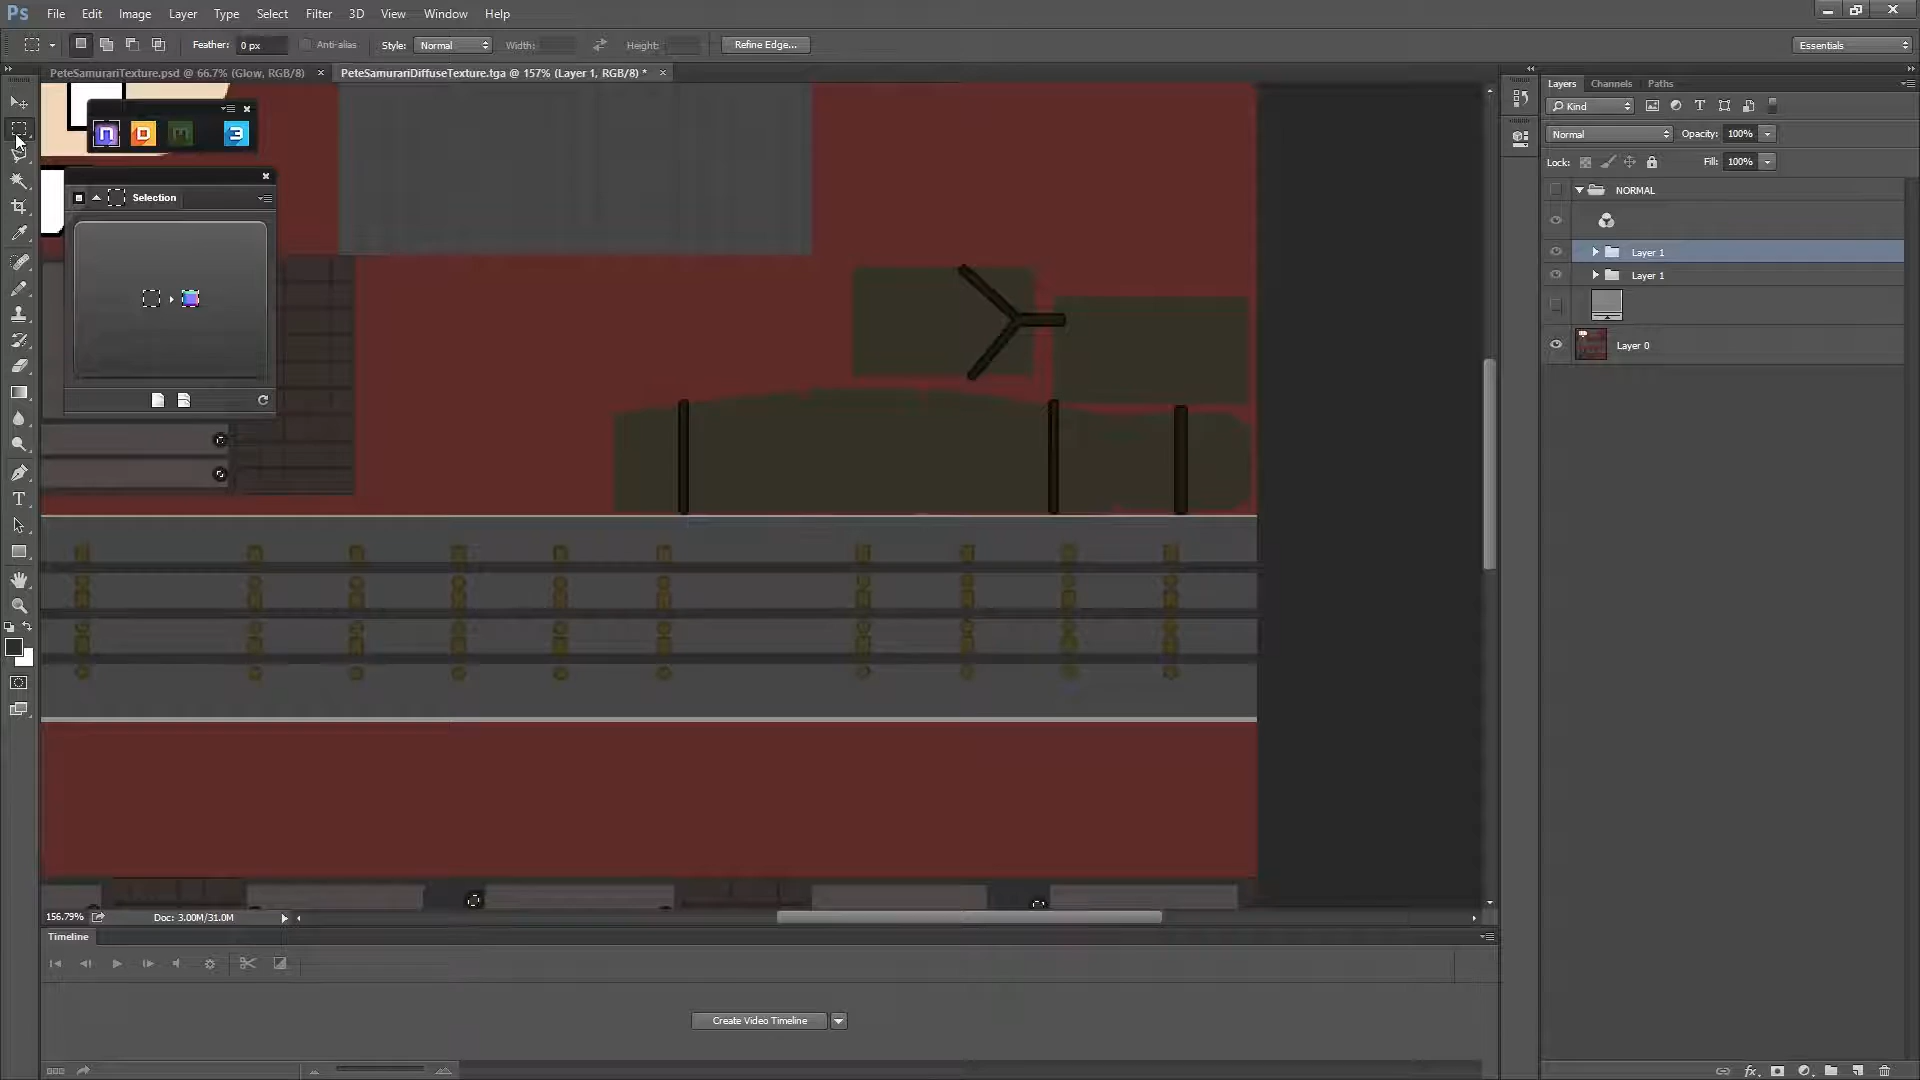 Ps File Edit Image Layer Type Select Filter 3D View Window Help
Feather: 0 px Anti-alias Style: Normal Width: Height: Refine Edge... Essentials
PeteSamurariTexture.psd @ 66.7% (Glow, RGB/8) × PeteSamurariDiffuseTexture.tga @ 157% (Layer 1, RGB/8) * ×
Layers Channels Paths
Kind
Normal Opacity: 100%
Lock: Fill: 100%
NORMAL
Selection
Layer 1
Layer 1
Layer 0
156.79% Doc: 3.00M/31.0M
Timeline
Create Video Timeline